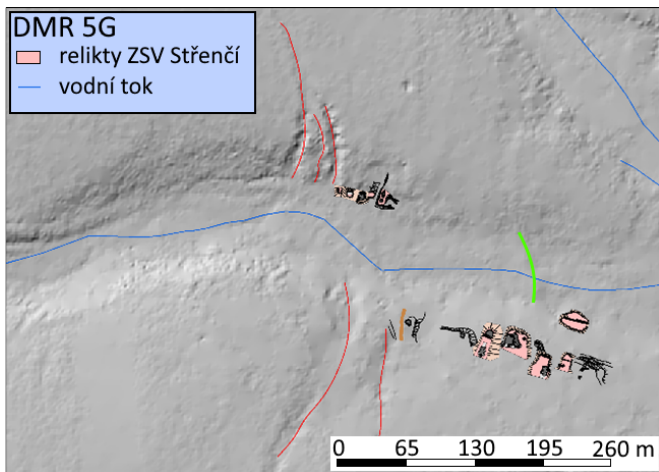 DMR 5G
relikty ZSV Střenčí
vodní tok
0 65 130 195 260 m